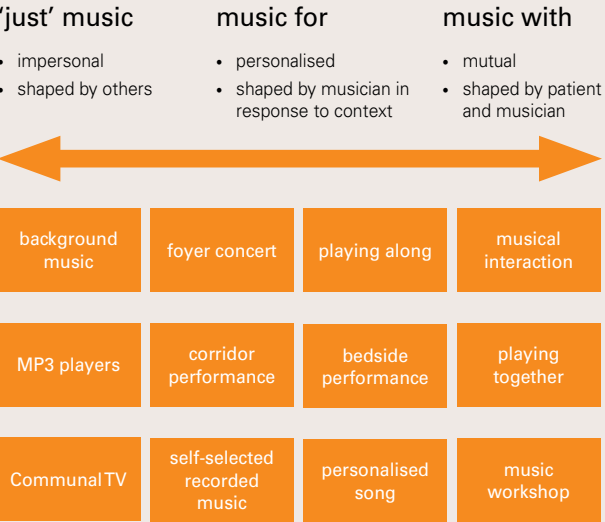 'just' music
• impersonal
• shaped by others
music for
• personalised
• shaped by musician in
response to context
music with
• mutual
• shaped by patient
and musician
background
music
foyer concert
playing along
musical
interaction
MP3 players
corridor
performance
bedside
performance
playing
together
Communal TV
self-selected
recorded
music
personalised
song
music
workshop